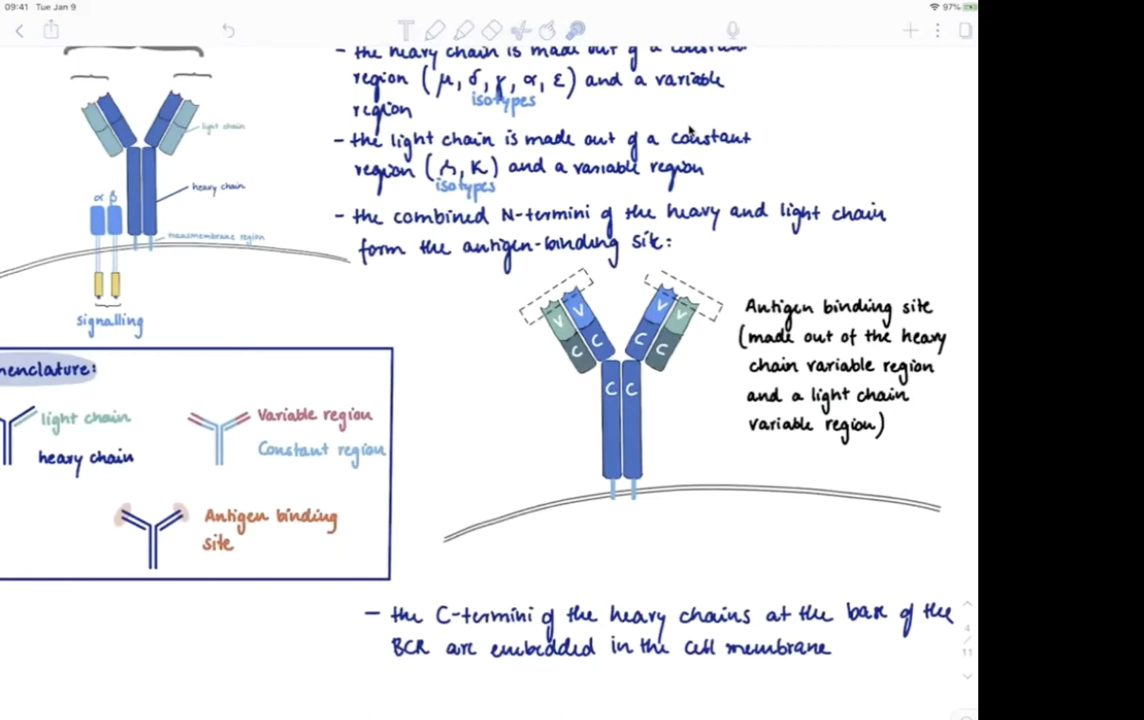 09:41 Tue Jan 9
97%
- the heavy chain is made out of a constant
region (μ, δ, γ, α, ε) and a variable
isotypes
region
- the light chain is made out of a constant
region (λ, κ) and a variable region
isotypes
- the combined N-termini of the heavy and light chain
form the antigen-binding site:
light chain
heavy chain
α β
transmembrane region
signalling
V V V V
C C C C
C C
Antigen binding site
(made out of the heavy
chain variable region
and a light chain
variable region)
nenclature:
light chain
heavy chain
Variable region
Constant region
Antigen binding
site
- the C-termini of the heavy chains at the base of the
BCR are embedded in the cell membrane
4
11